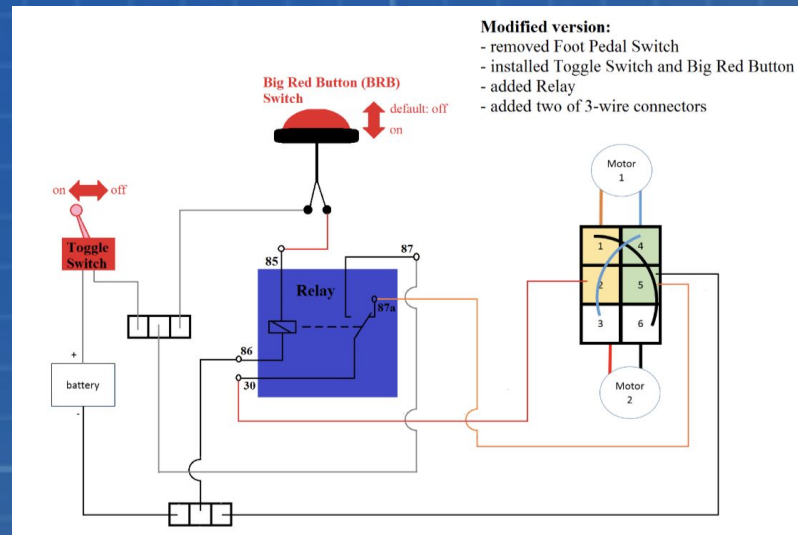 Modified version:
- removed Foot Pedal Switch
- installed Toggle Switch and Big Red Button
- added Relay
- added two of 3-wire connectors
Big Red Button (BRB)
Switch
default: off
on
Motor
1
on
off
Toggle
Switch
1
4
87
85
Relay
2
5
87a
3
6
86
+
30
battery
-
Motor
2